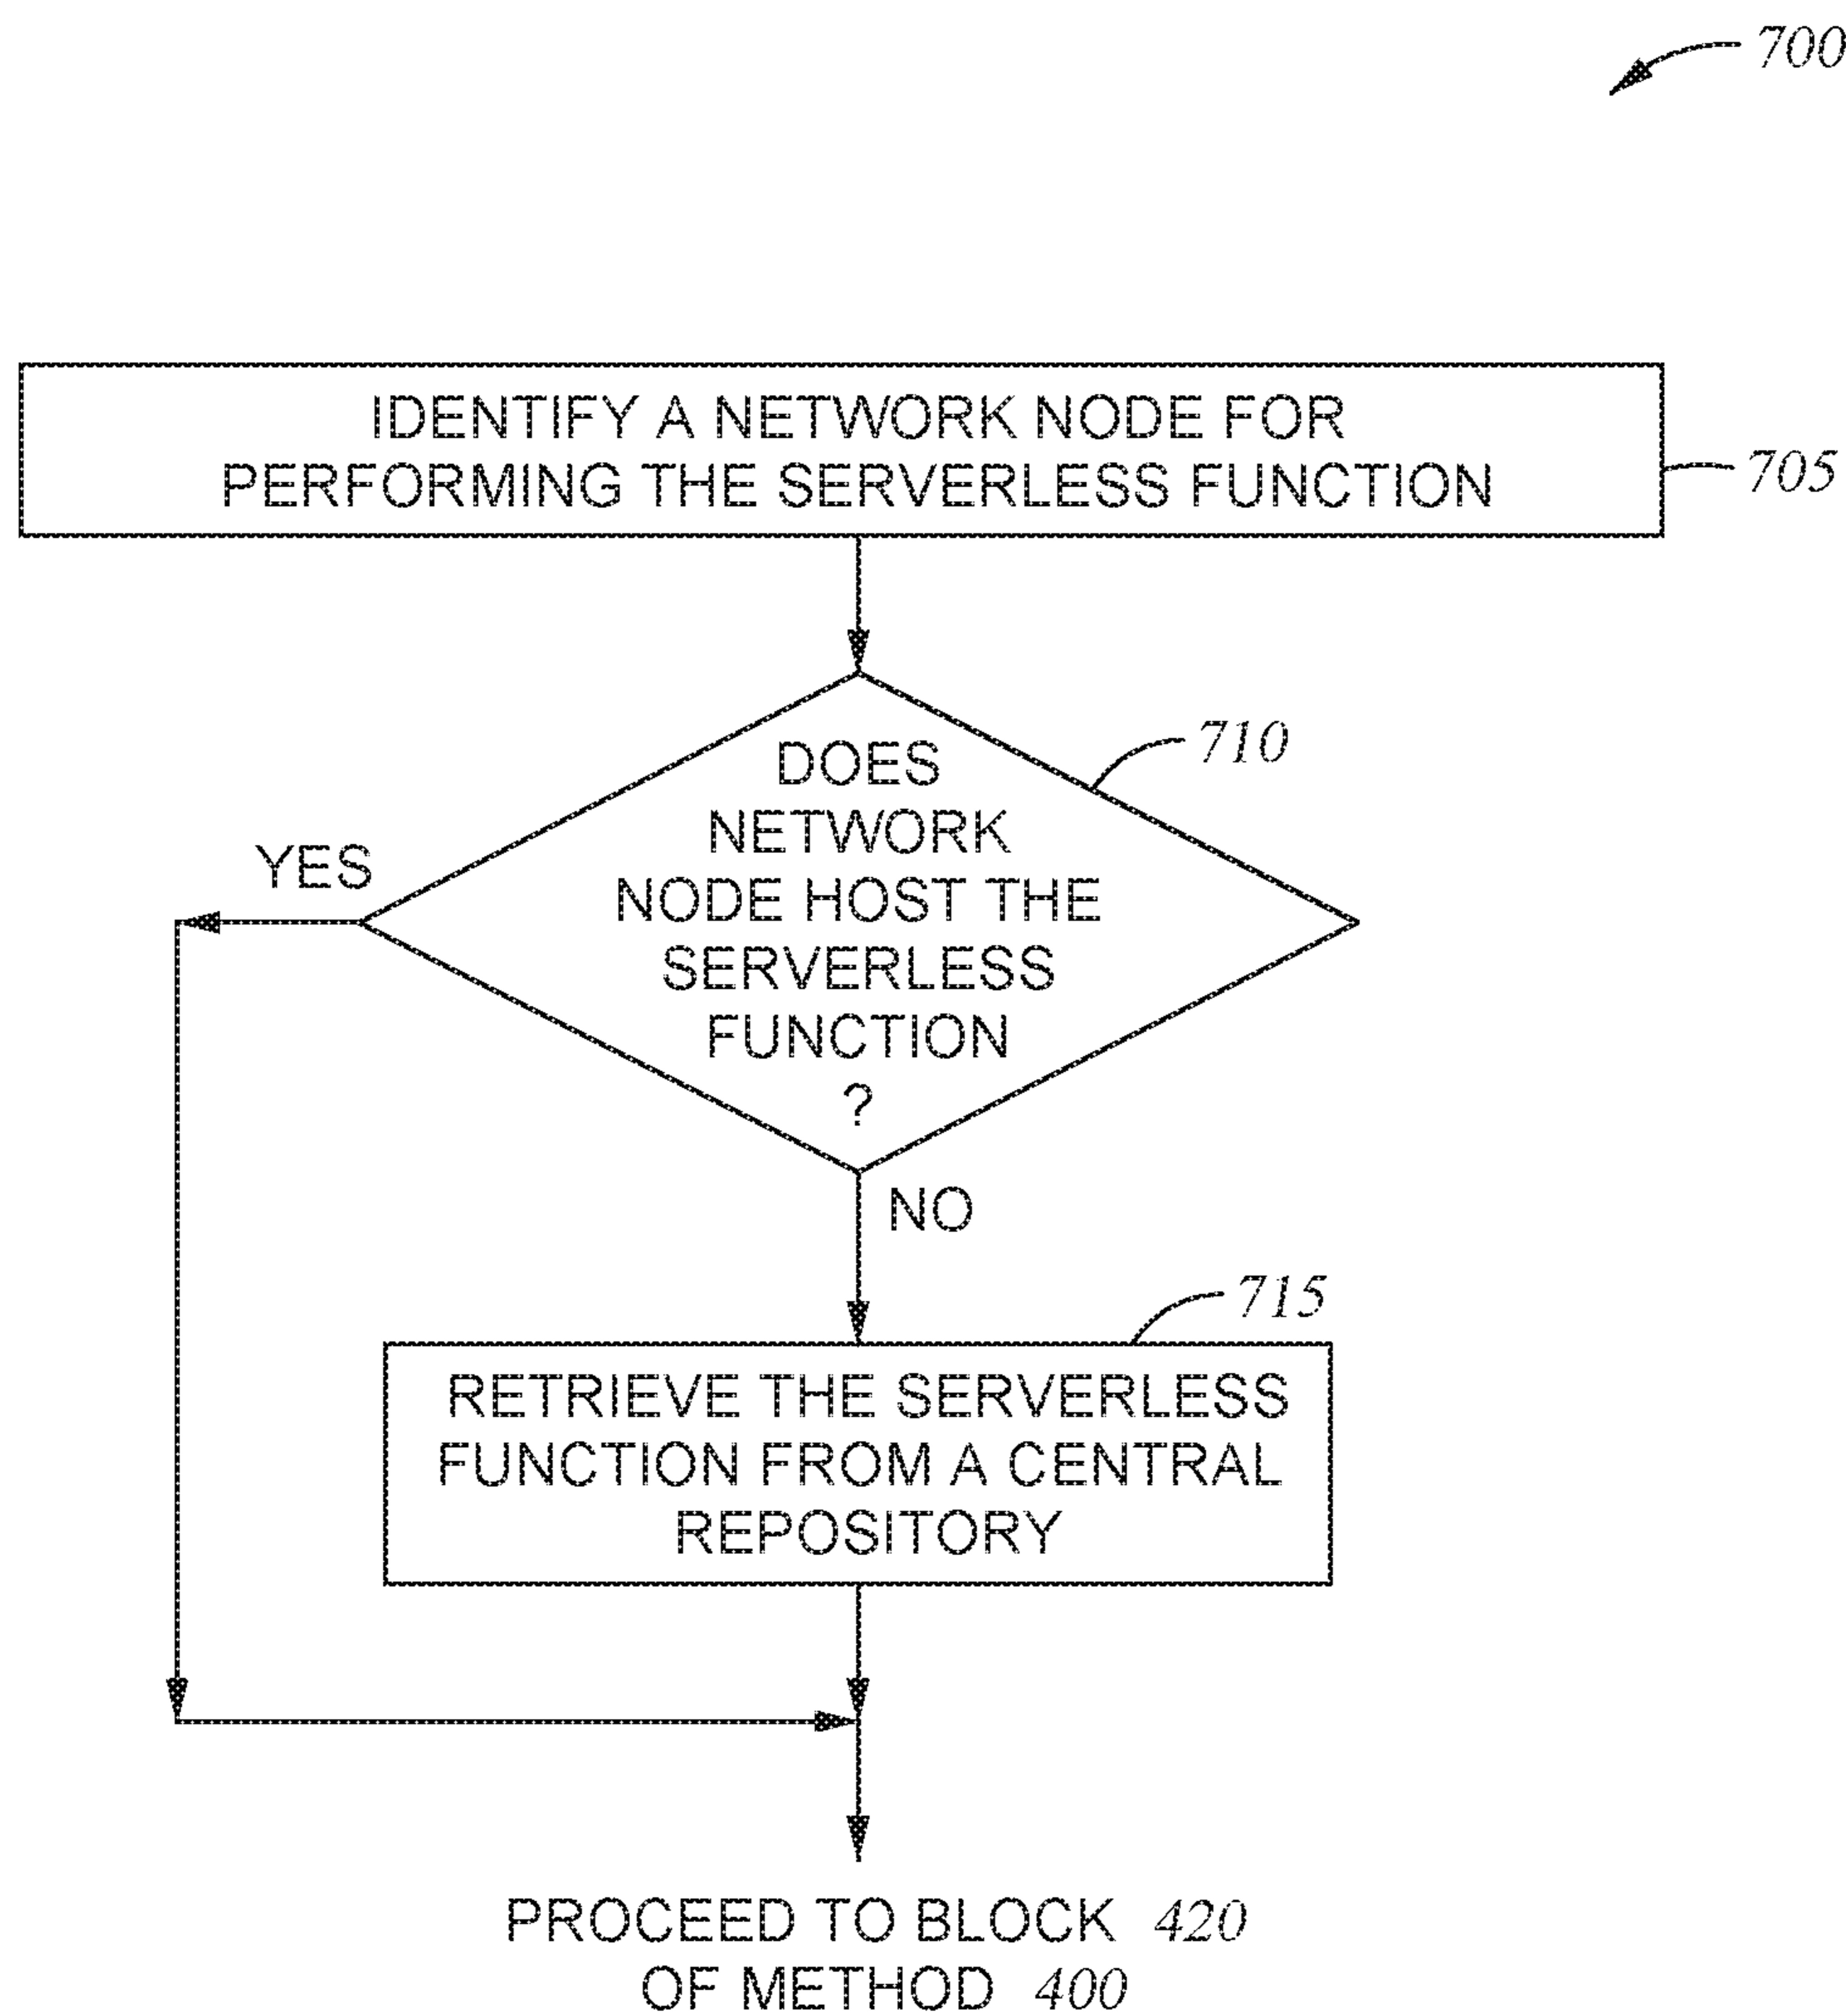 700
IDENTIFY A NETWORK NODE FOR
PERFORMING THE SERVERLESS FUNCTION
705
710
DOES
NETWORK
NODE HOST THE
SERVERLESS
FUNCTION
?
YES
NO
715
RETRIEVE THE SERVERLESS
FUNCTION FROM A CENTRAL
REPOSITORY
PROCEED TO BLOCK 420
OF METHOD 400